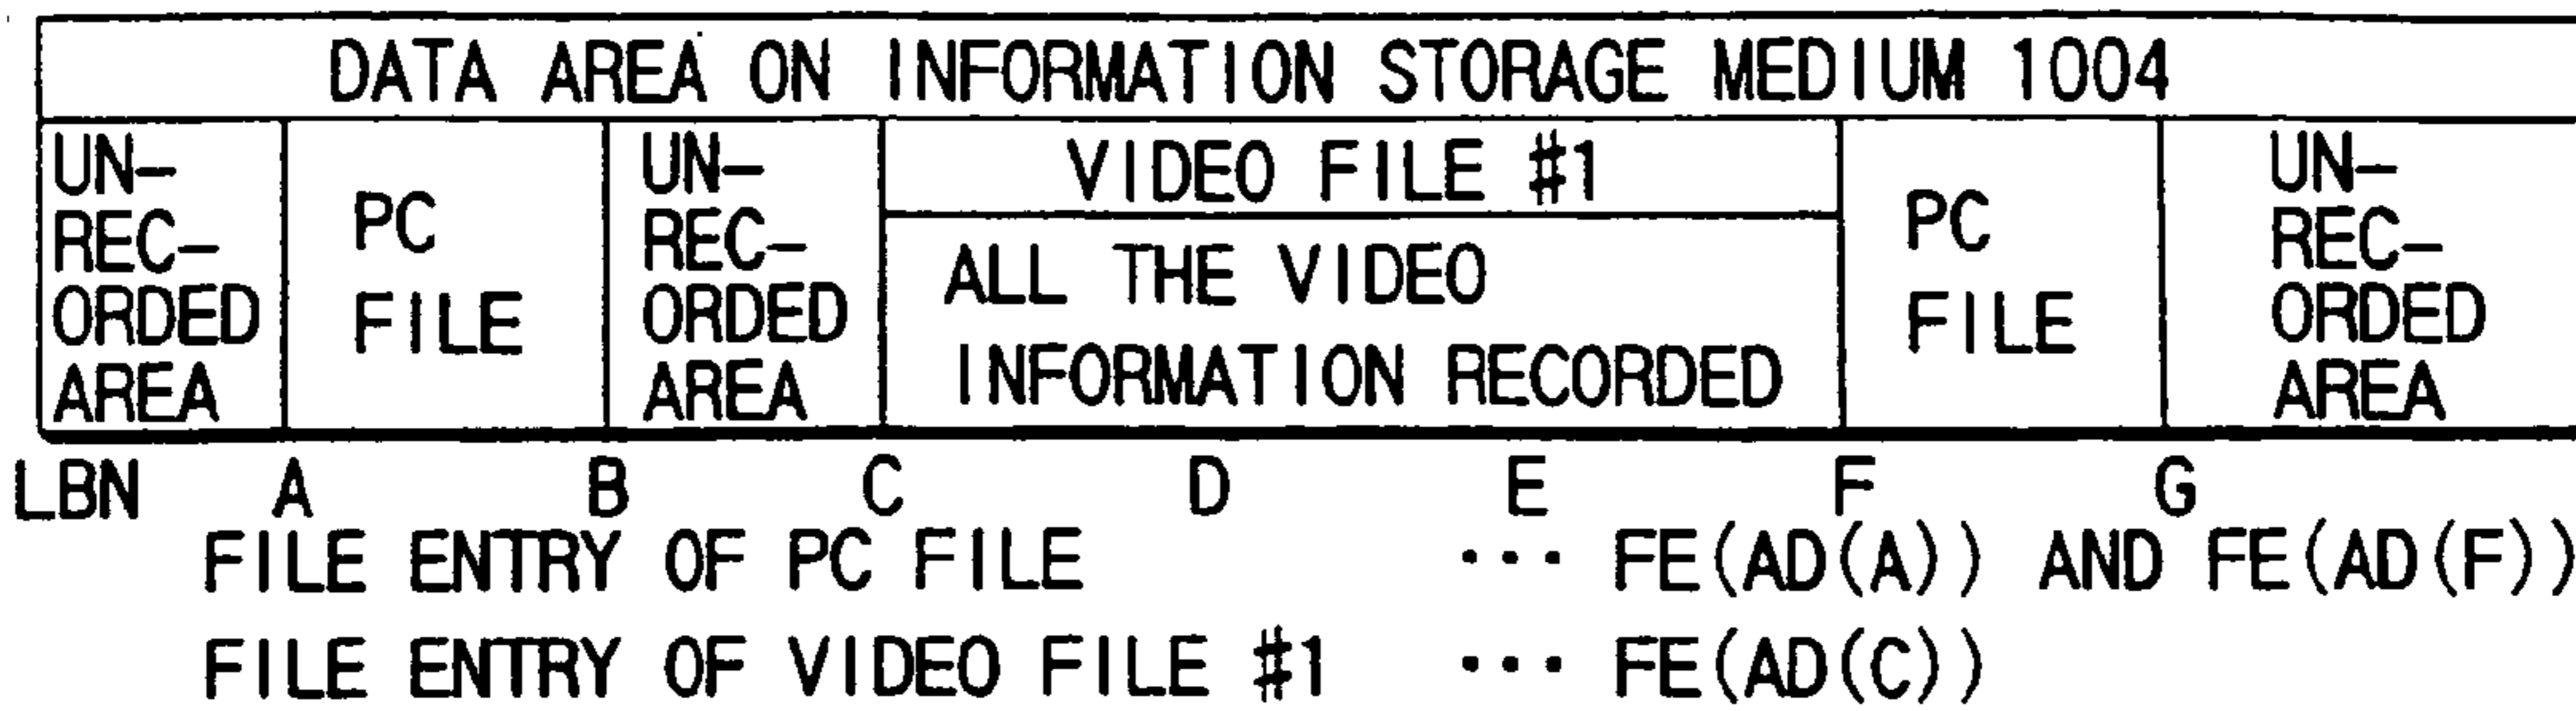 DATA AREA ON INFORMATION STORAGE MEDIUM 1004
UN-
REC-
ORDED
AREA
PC
FILE
UN-
REC-
ORDED
AREA
VIDEO FILE #1
ALL THE VIDEO
INFORMATION RECORDED
PC
FILE
UN-
REC-
ORDED
AREA
LBN A B C D E F G
FILE ENTRY OF PC FILE ··· FE(AD(A)) AND FE(AD(F))
FILE ENTRY OF VIDEO FILE #1 ··· FE(AD(C))